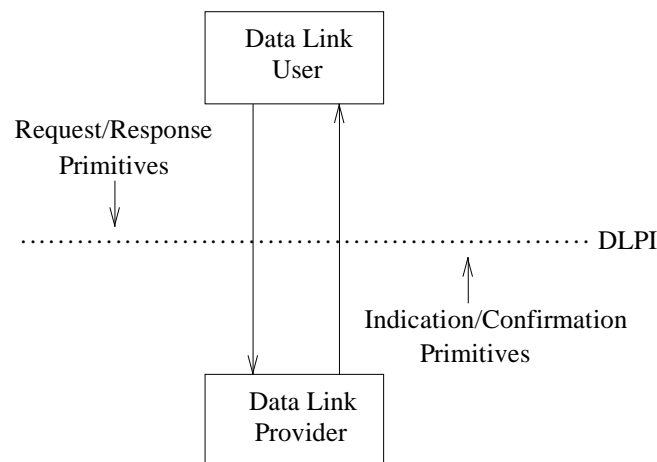 Data Link
User
Request/Response
Primitives
DLPI
Indication/Confirmation
Primitives
Data Link
Provider